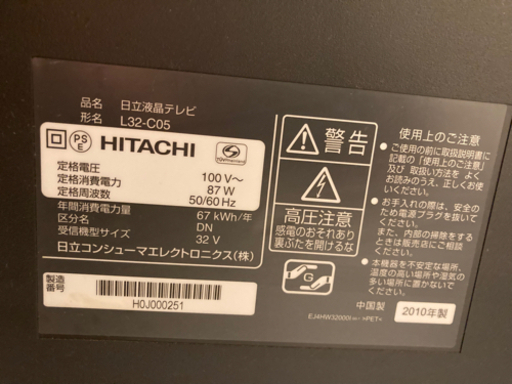 品名 日立液晶テレビ
形名 L32-C05
PS
E
HITACHI
定格電圧 100 V～
定格消費電力 87 W
定格周波数 50/60 Hz
年間消費電力量 67 kWh/年
区分名 DN
受信機型サイズ 32 V
日立コンシューマエレクトロニクス(株)
製造
番号
H0J000251
警告
高圧注意
感電のおそれあり
裏ぶたを開けるな
G
使用上のご注意
• ご使用の前に取扱説明書に
記載の「使用上のご注意」
及び 取扱い方法 を よく
お読みのうえ、正しくお使
いください。
• お手入れの際は、安全の
ため電源プラグを抜いてく
ださい。
また、内部の掃除をする
ときは販売店にご相談
ください。
• 本機器を不安定な場所、
温度の高い場所や湿気の
多い場所に置かないで
ください。
中国製
2010年製
EJ4HW32000 >PET<